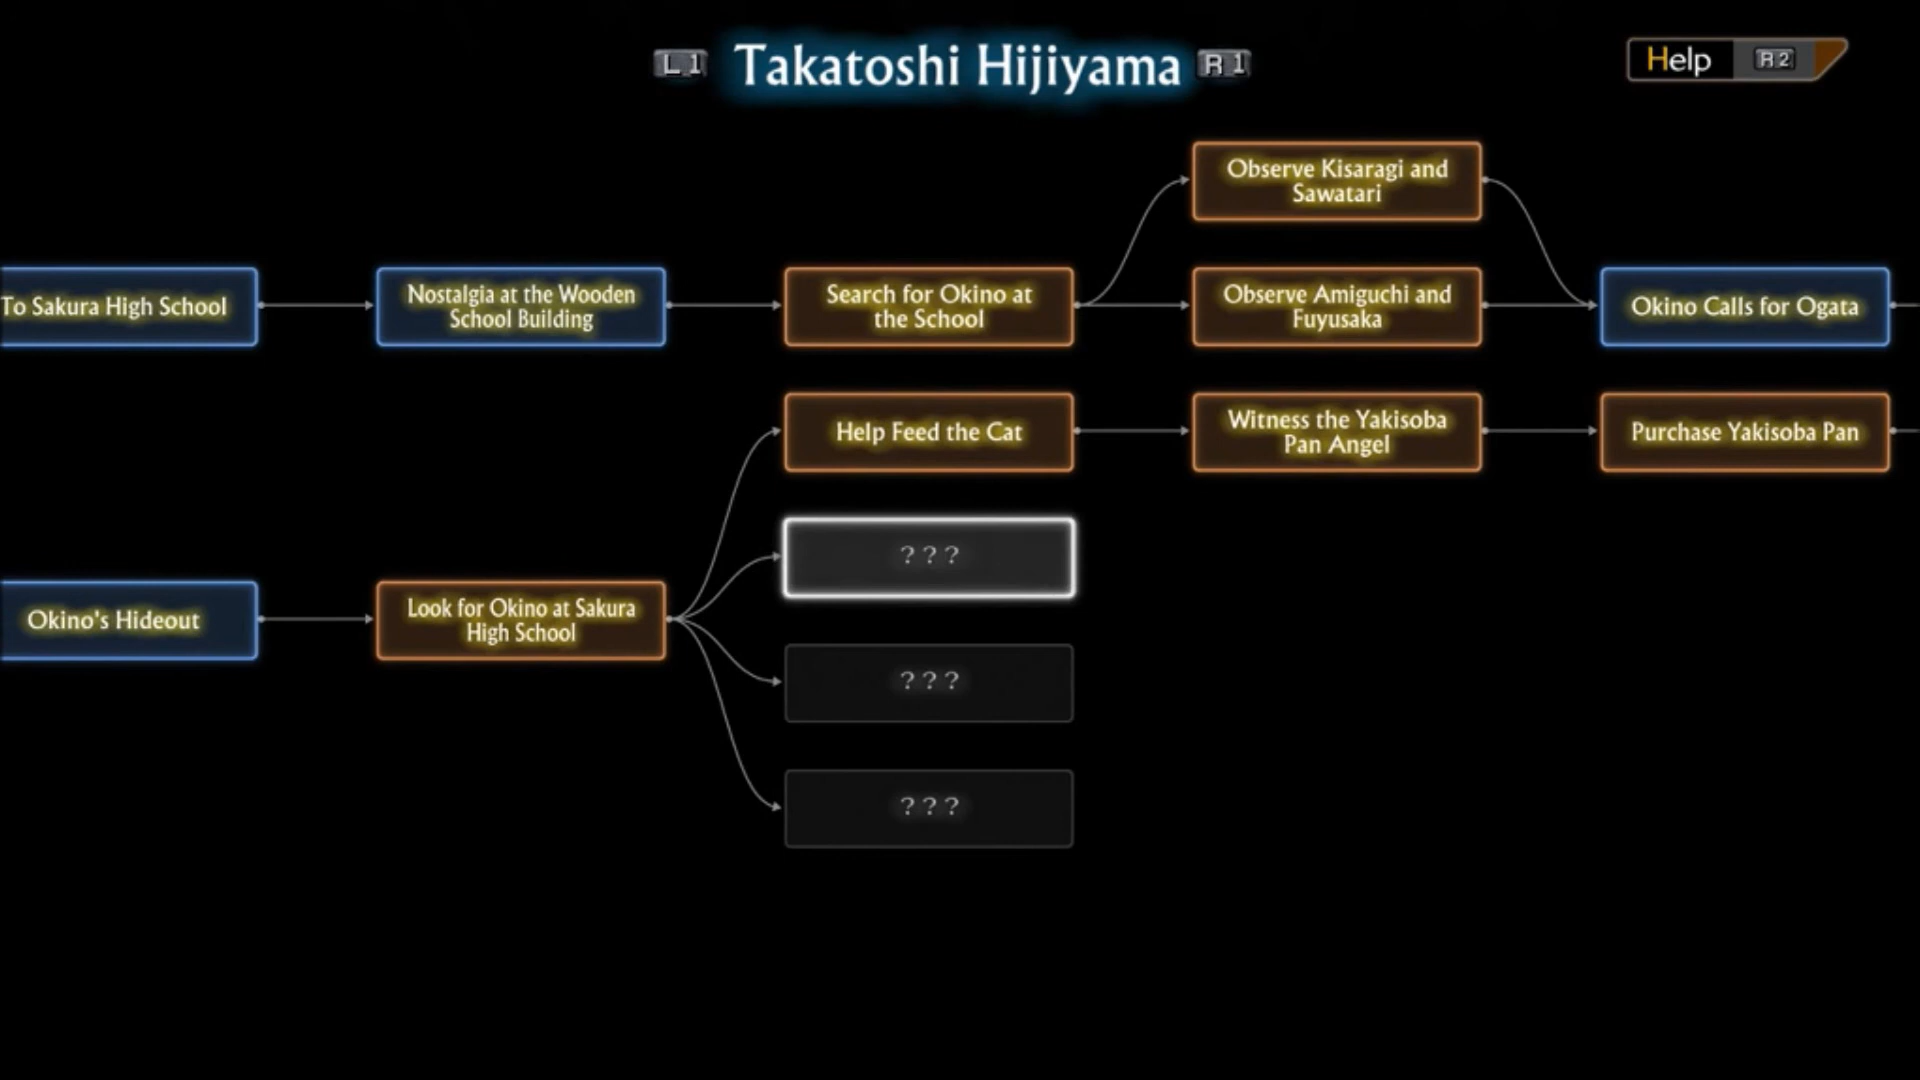 L1 Takatoshi Hijiyama R1
Help R2
Observe Kisaragi and
Sawatari
To Sakura High School
Nostalgia at the Wooden
School Building
Search for Okino at
the School
Observe Amiguchi and
Fuyusaka
Okino Calls for Ogata
Help Feed the Cat
Witness the Yakisoba
Pan Angel
Purchase Yakisoba Pan
? ? ?
Okino's Hideout
Look for Okino at Sakura
High School
? ? ?
? ? ?